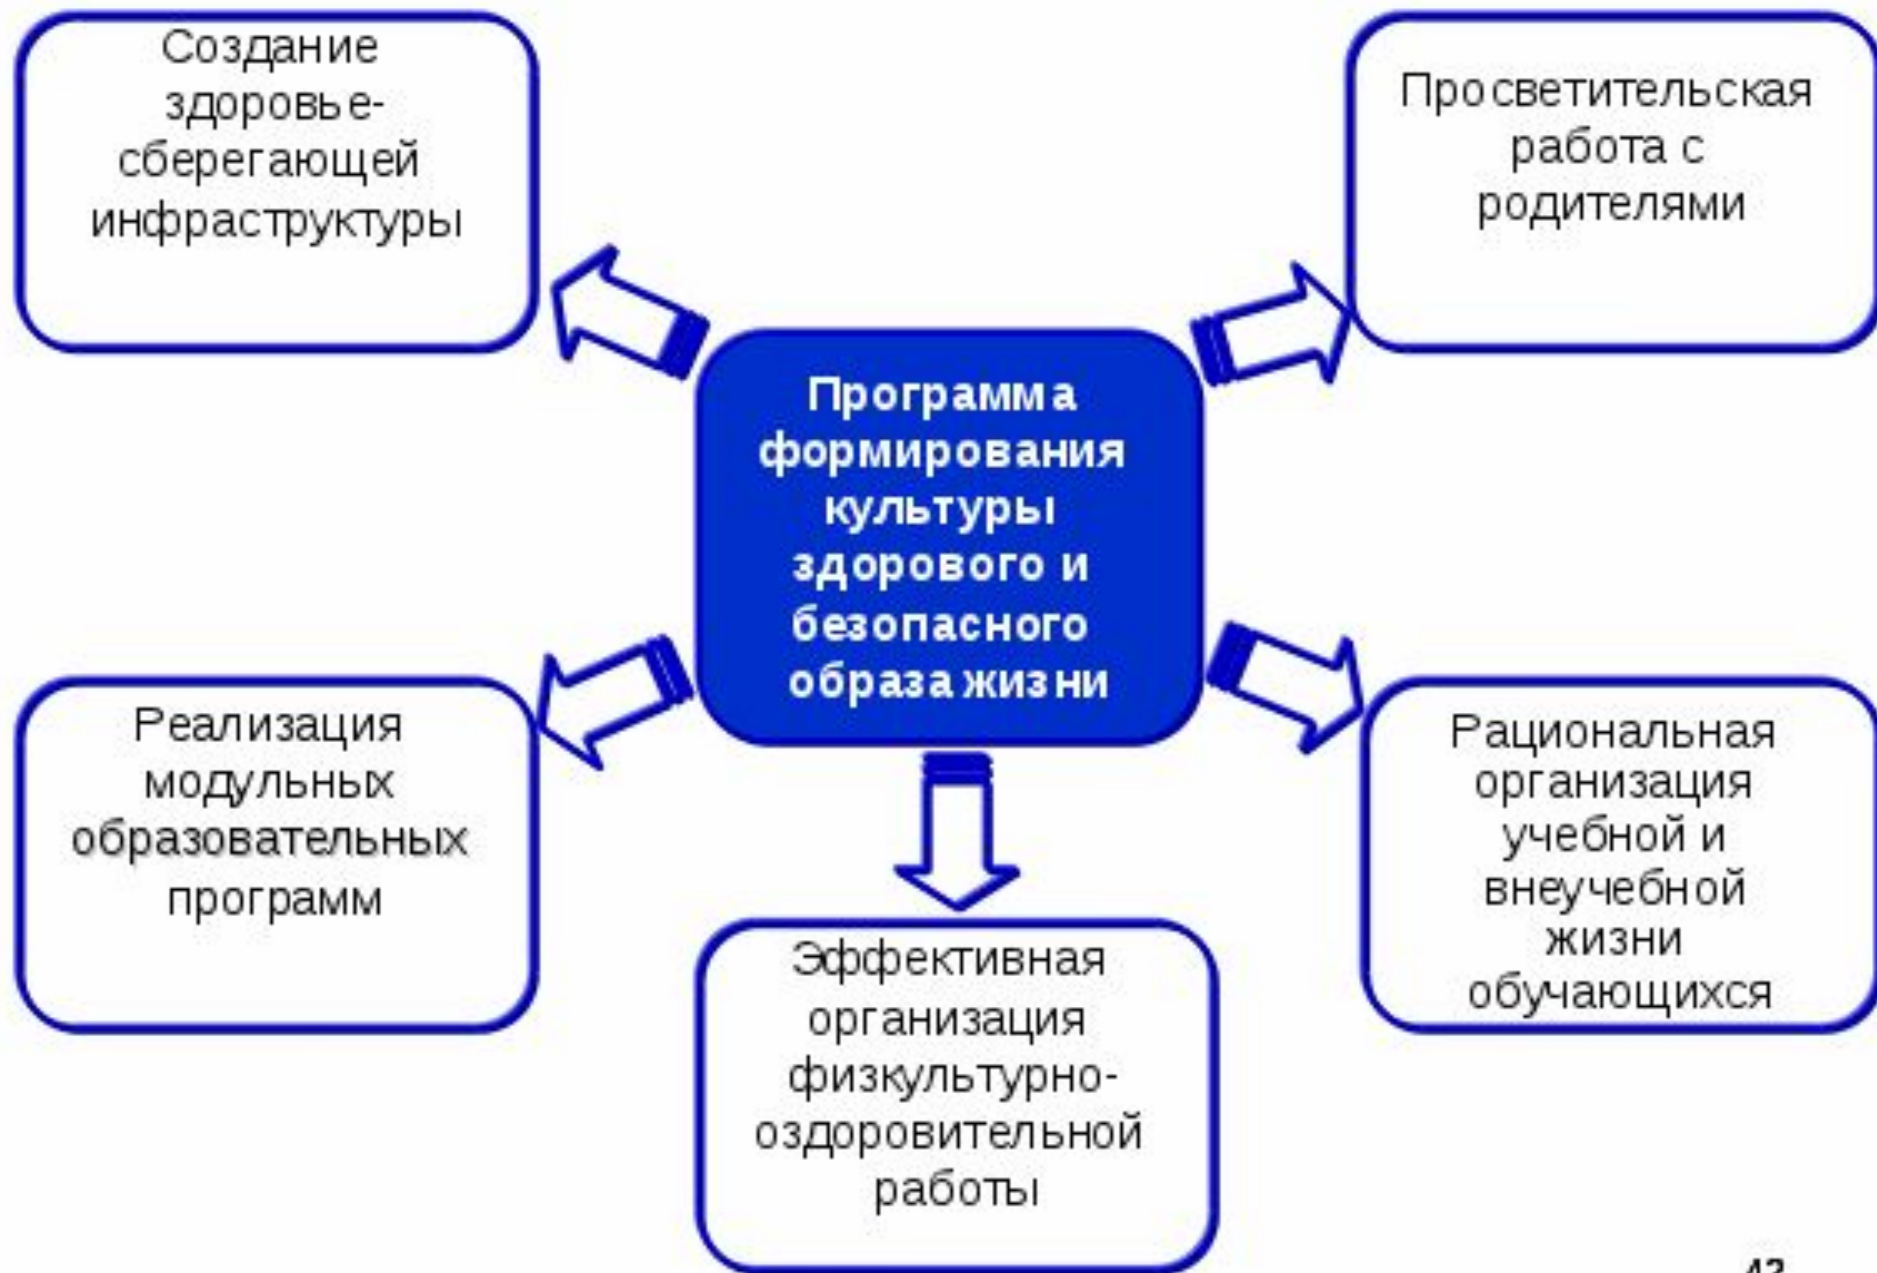 Создание
здоровье-
сберегающей
инфраструктуры
Просветительская
работа с
родителями
Программа
формирования
культуры
здорового и
безопасного
образа жизни
Реализация
модульных
образовательных
программ
Эффективная
организация
физкультурно-
оздоровительной
работы
Рациональная
организация
учебной и
внеучебной
жизни
обучающихся